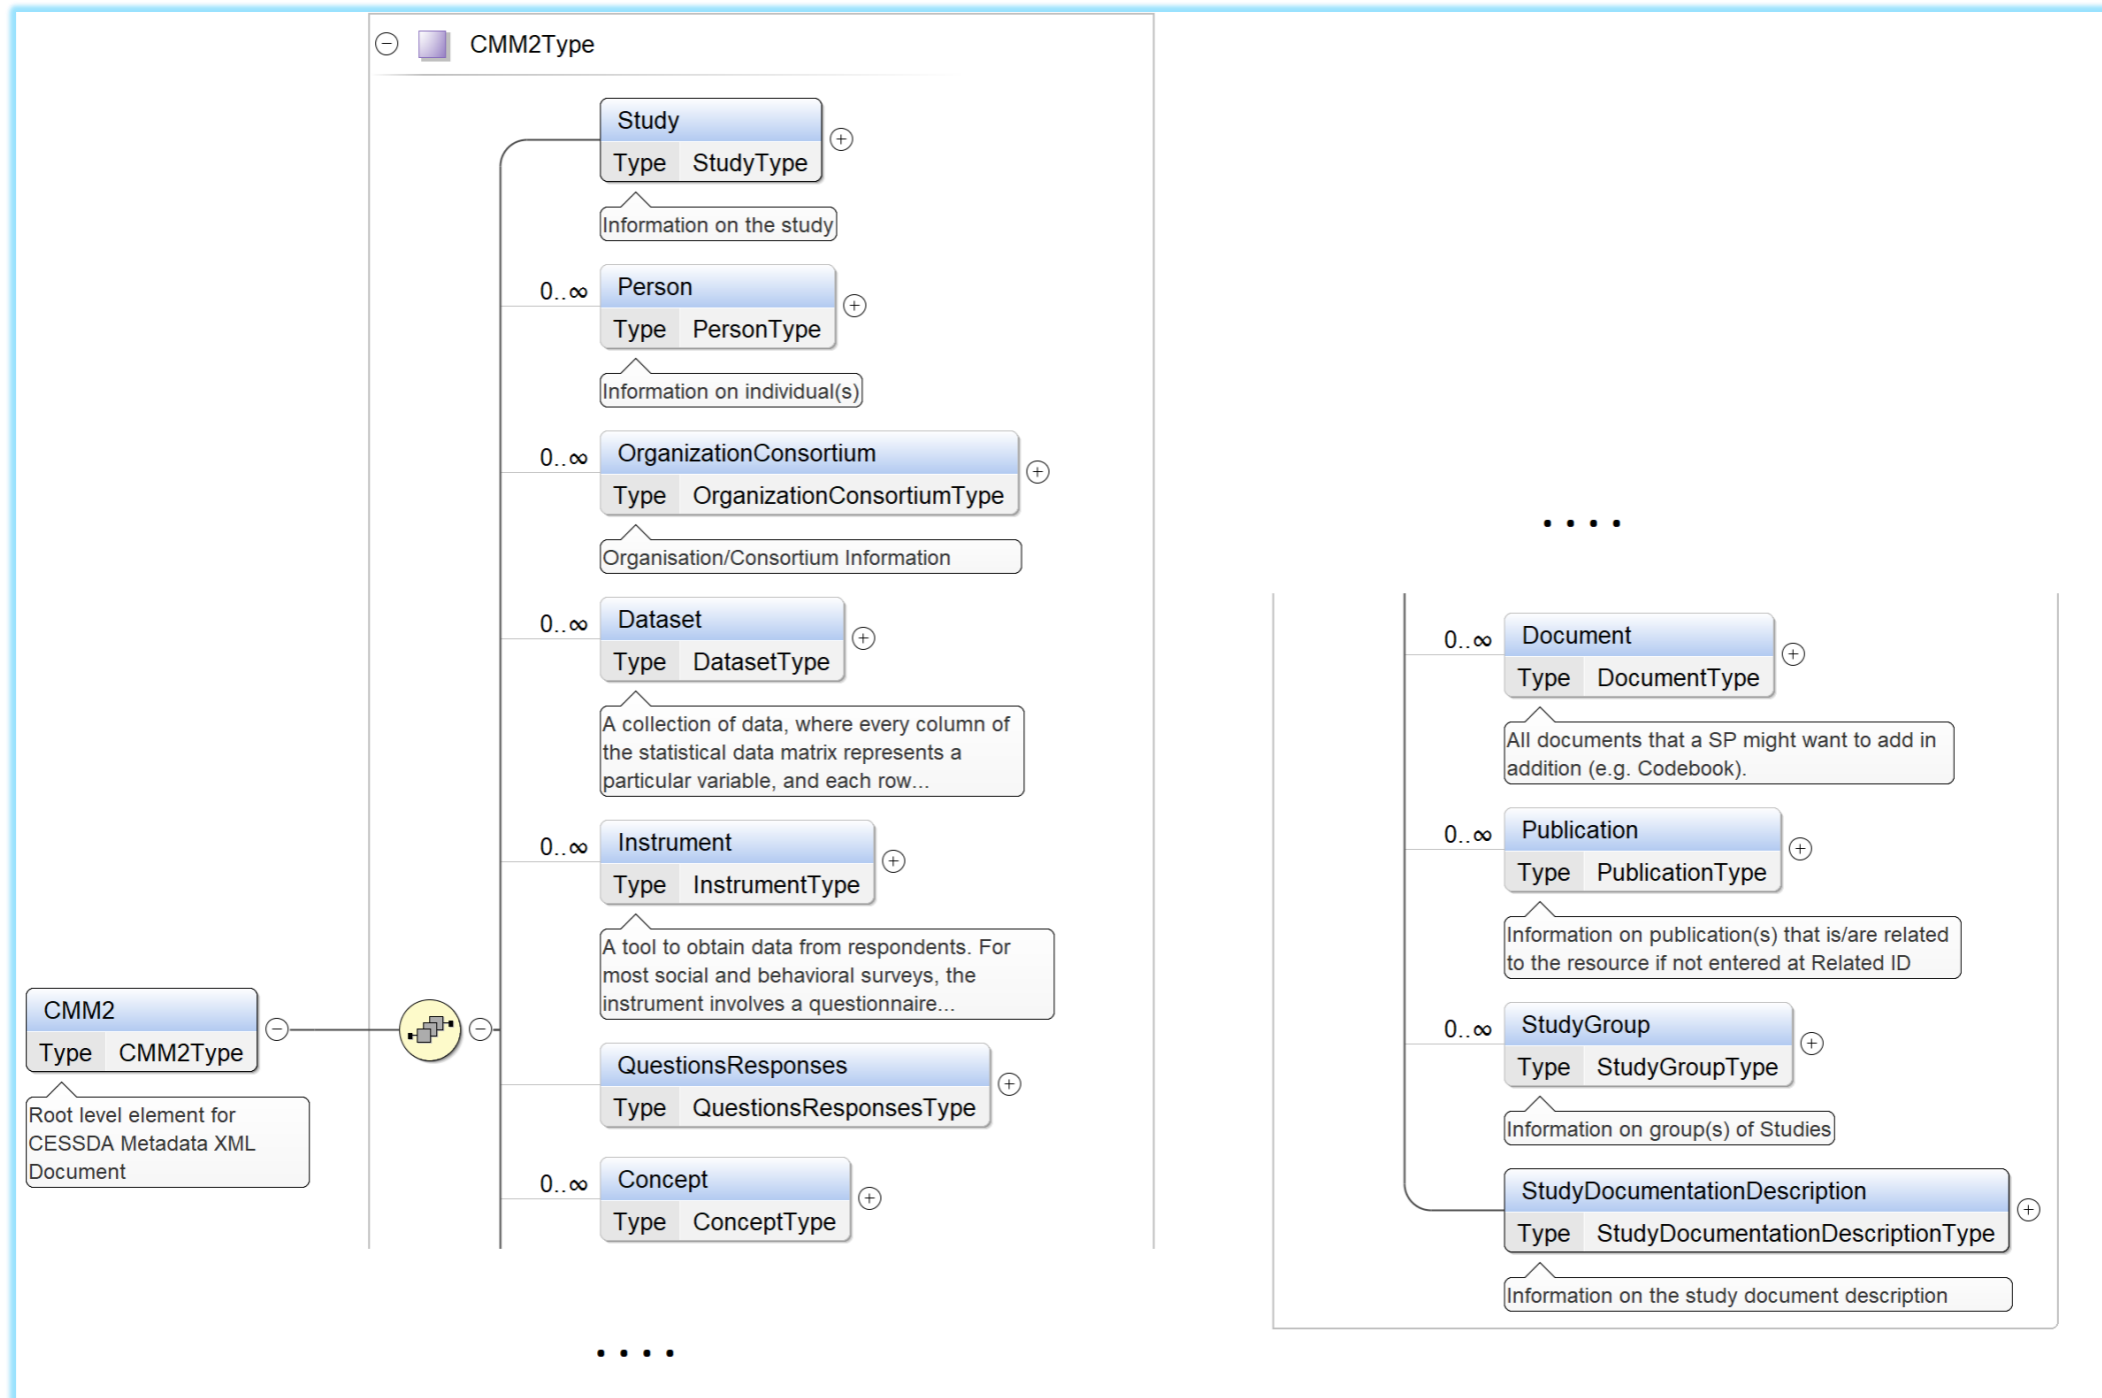 CMM2Type
Study
Type StudyType
Information on the study
0..∞
Person
Type PersonType
Information on individual(s)
0..∞
OrganizationConsortium
Type OrganizationConsortiumType
Organisation/Consortium Information
0..∞
Dataset
Type DatasetType
A collection of data, where every column of
the statistical data matrix represents a
particular variable, and each row...
0..∞
Instrument
Type InstrumentType
A tool to obtain data from respondents. For
most social and behavioral surveys, the
instrument involves a questionnaire...
CMM2
Type CMM2Type
Root level element for
CESSDA Metadata XML
Document
QuestionsResponses
Type QuestionsResponsesType
0..∞
Concept
Type ConceptType
. . . .
. . . .
0..∞
Document
Type DocumentType
All documents that a SP might want to add in
addition (e.g. Codebook).
0..∞
Publication
Type PublicationType
Information on publication(s) that is/are related
to the resource if not entered at Related ID
0..∞
StudyGroup
Type StudyGroupType
Information on group(s) of Studies
StudyDocumentationDescription
Type StudyDocumentationDescriptionType
Information on the study document description